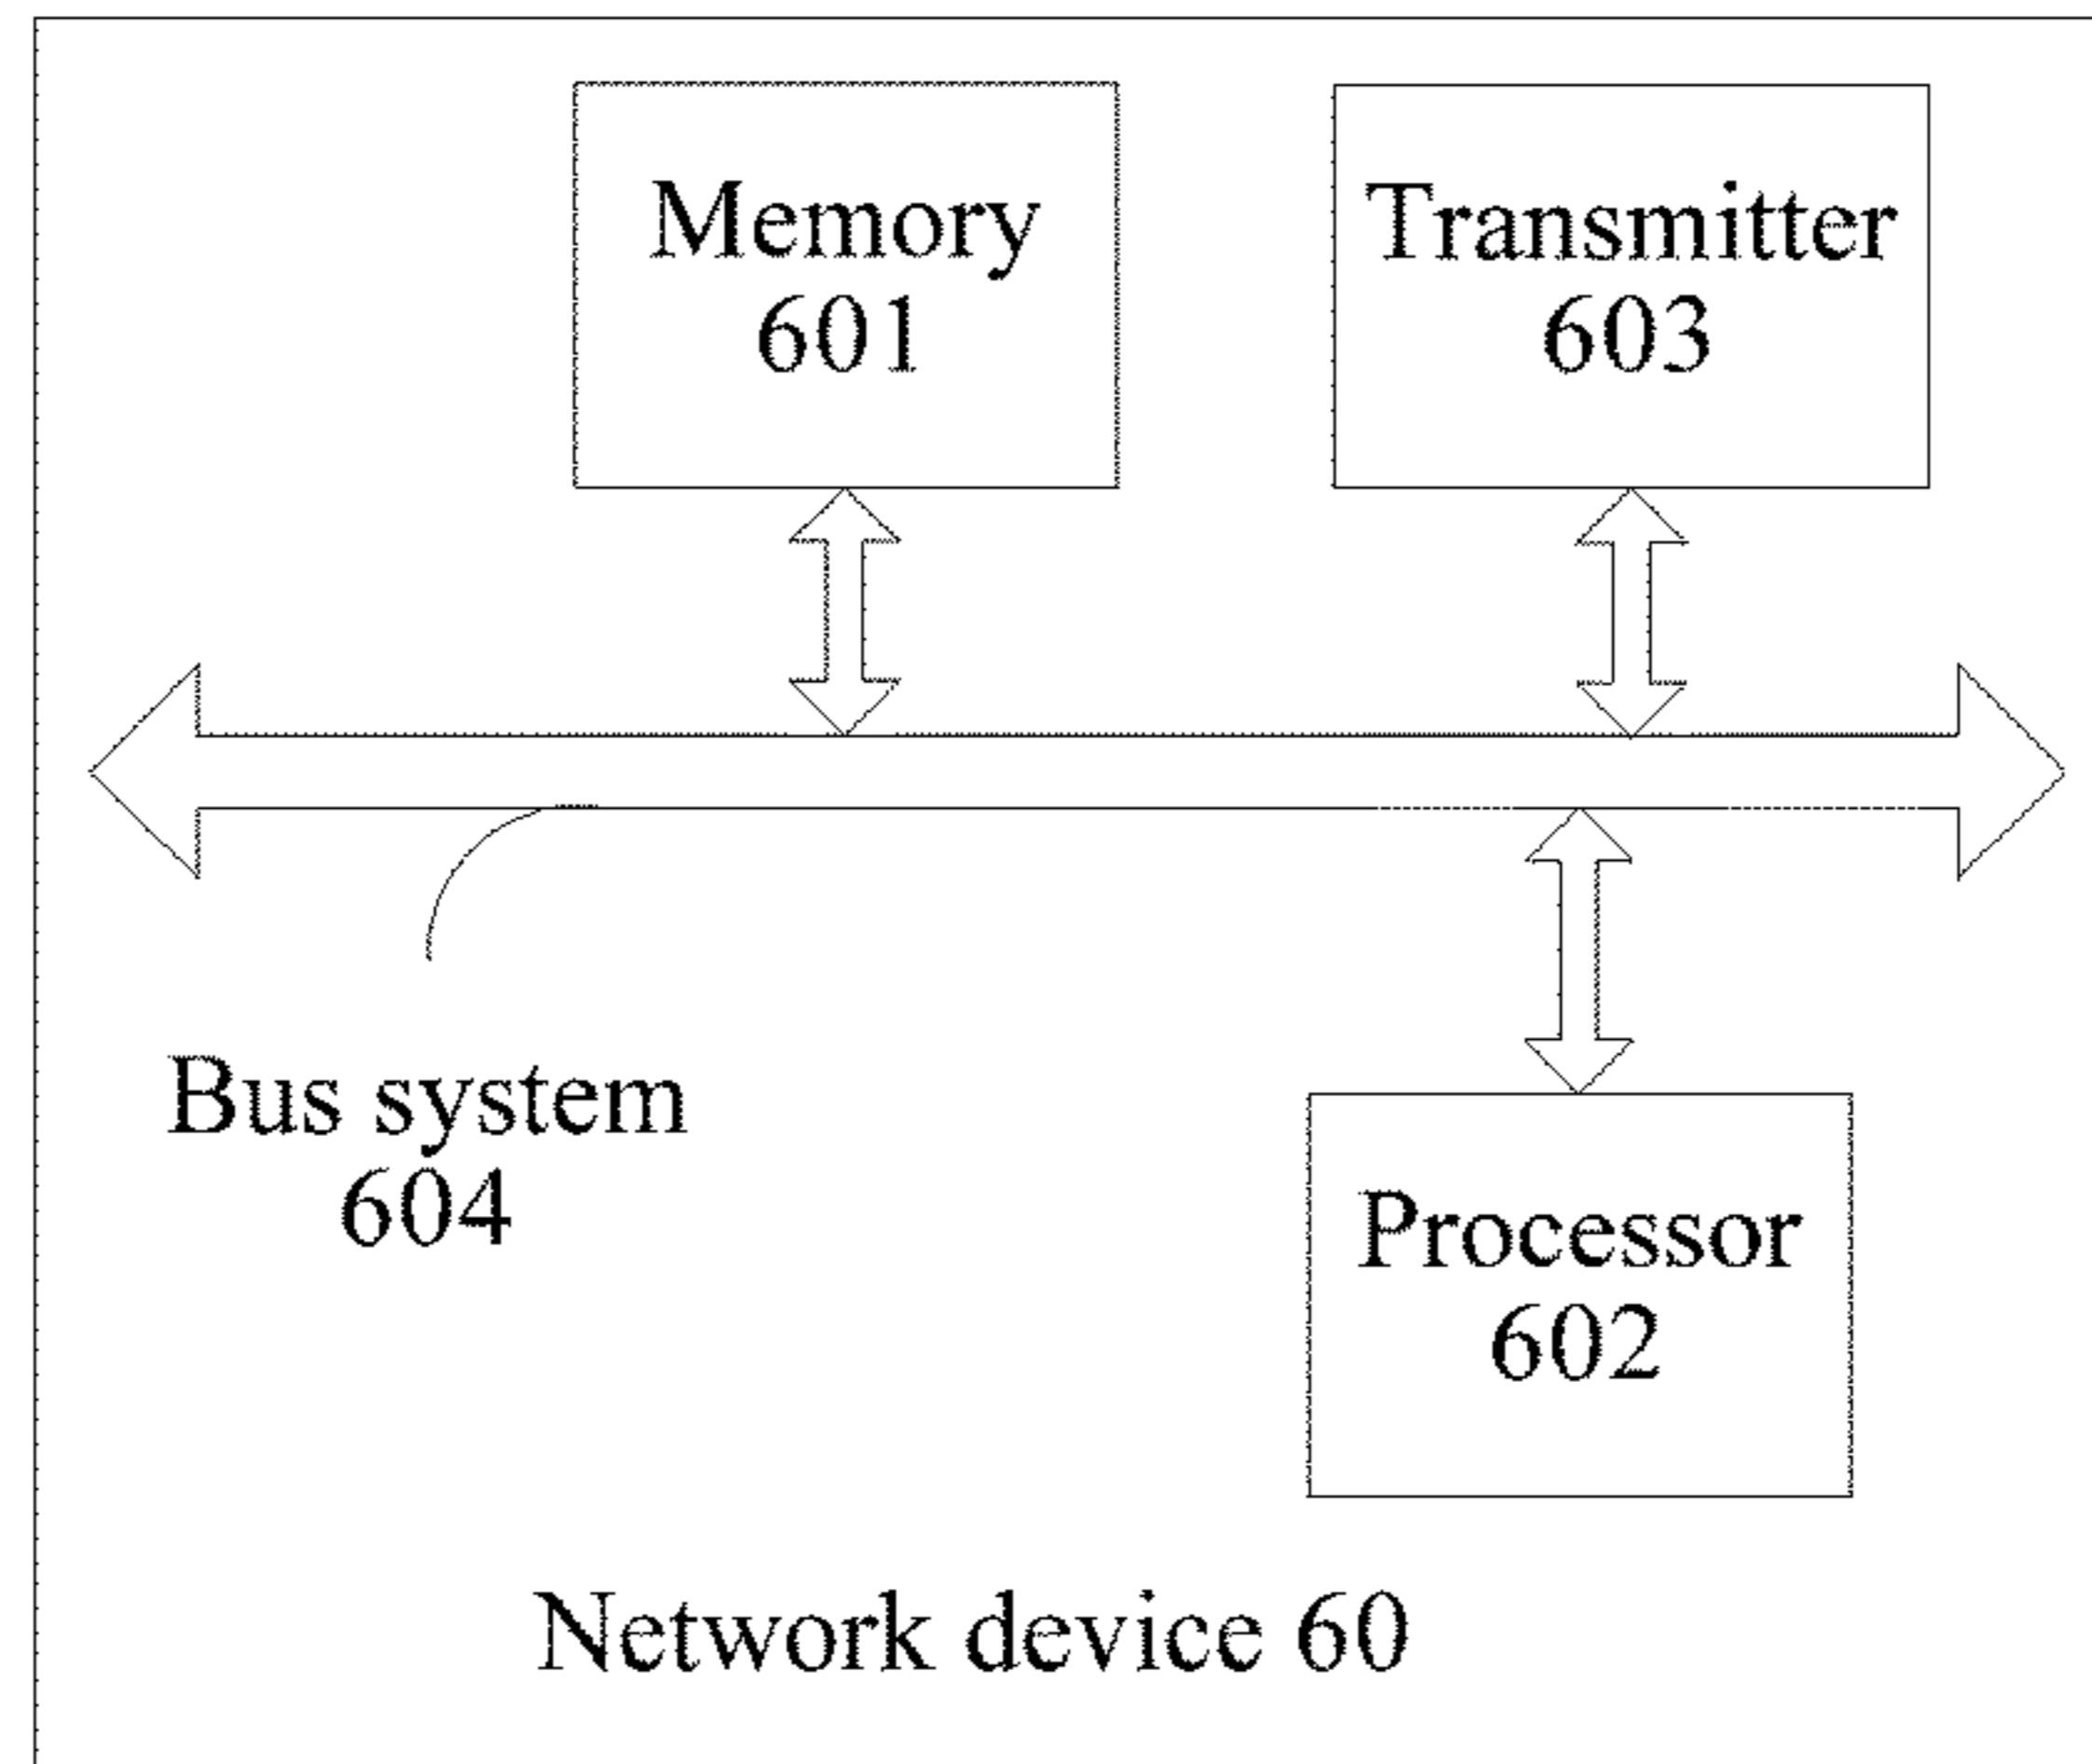 Memory
601
Transmitter
603
Bus system
604
Processor
602
Network device 60